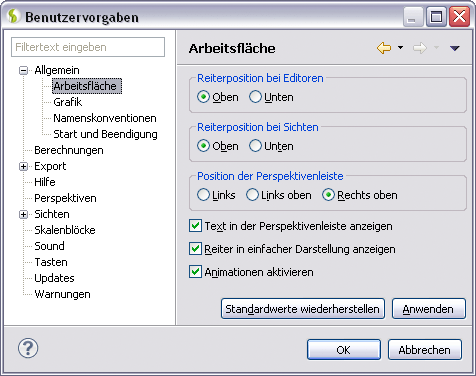 Benutzervorgaben
Filtertext eingeben
Allgemein
Arbeitsfläche
Grafik
Namenskonventionen
Start und Beendigung
Berechnungen
Export
Hilfe
Perspektiven
Sichten
Skalenblöcke
Sound
Tasten
Updates
Warnungen
Arbeitsfläche
Reiterposition bei Editoren
Oben Unten
Reiterposition bei Sichten
Oben Unten
Position der Perspektivenleiste
Links Links oben Rechts oben
Text in der Perspektivenleiste anzeigen
Reiter in einfacher Darstellung anzeigen
Animationen aktivieren
Standardwerte wiederherstellen Anwenden
? OK Abbrechen